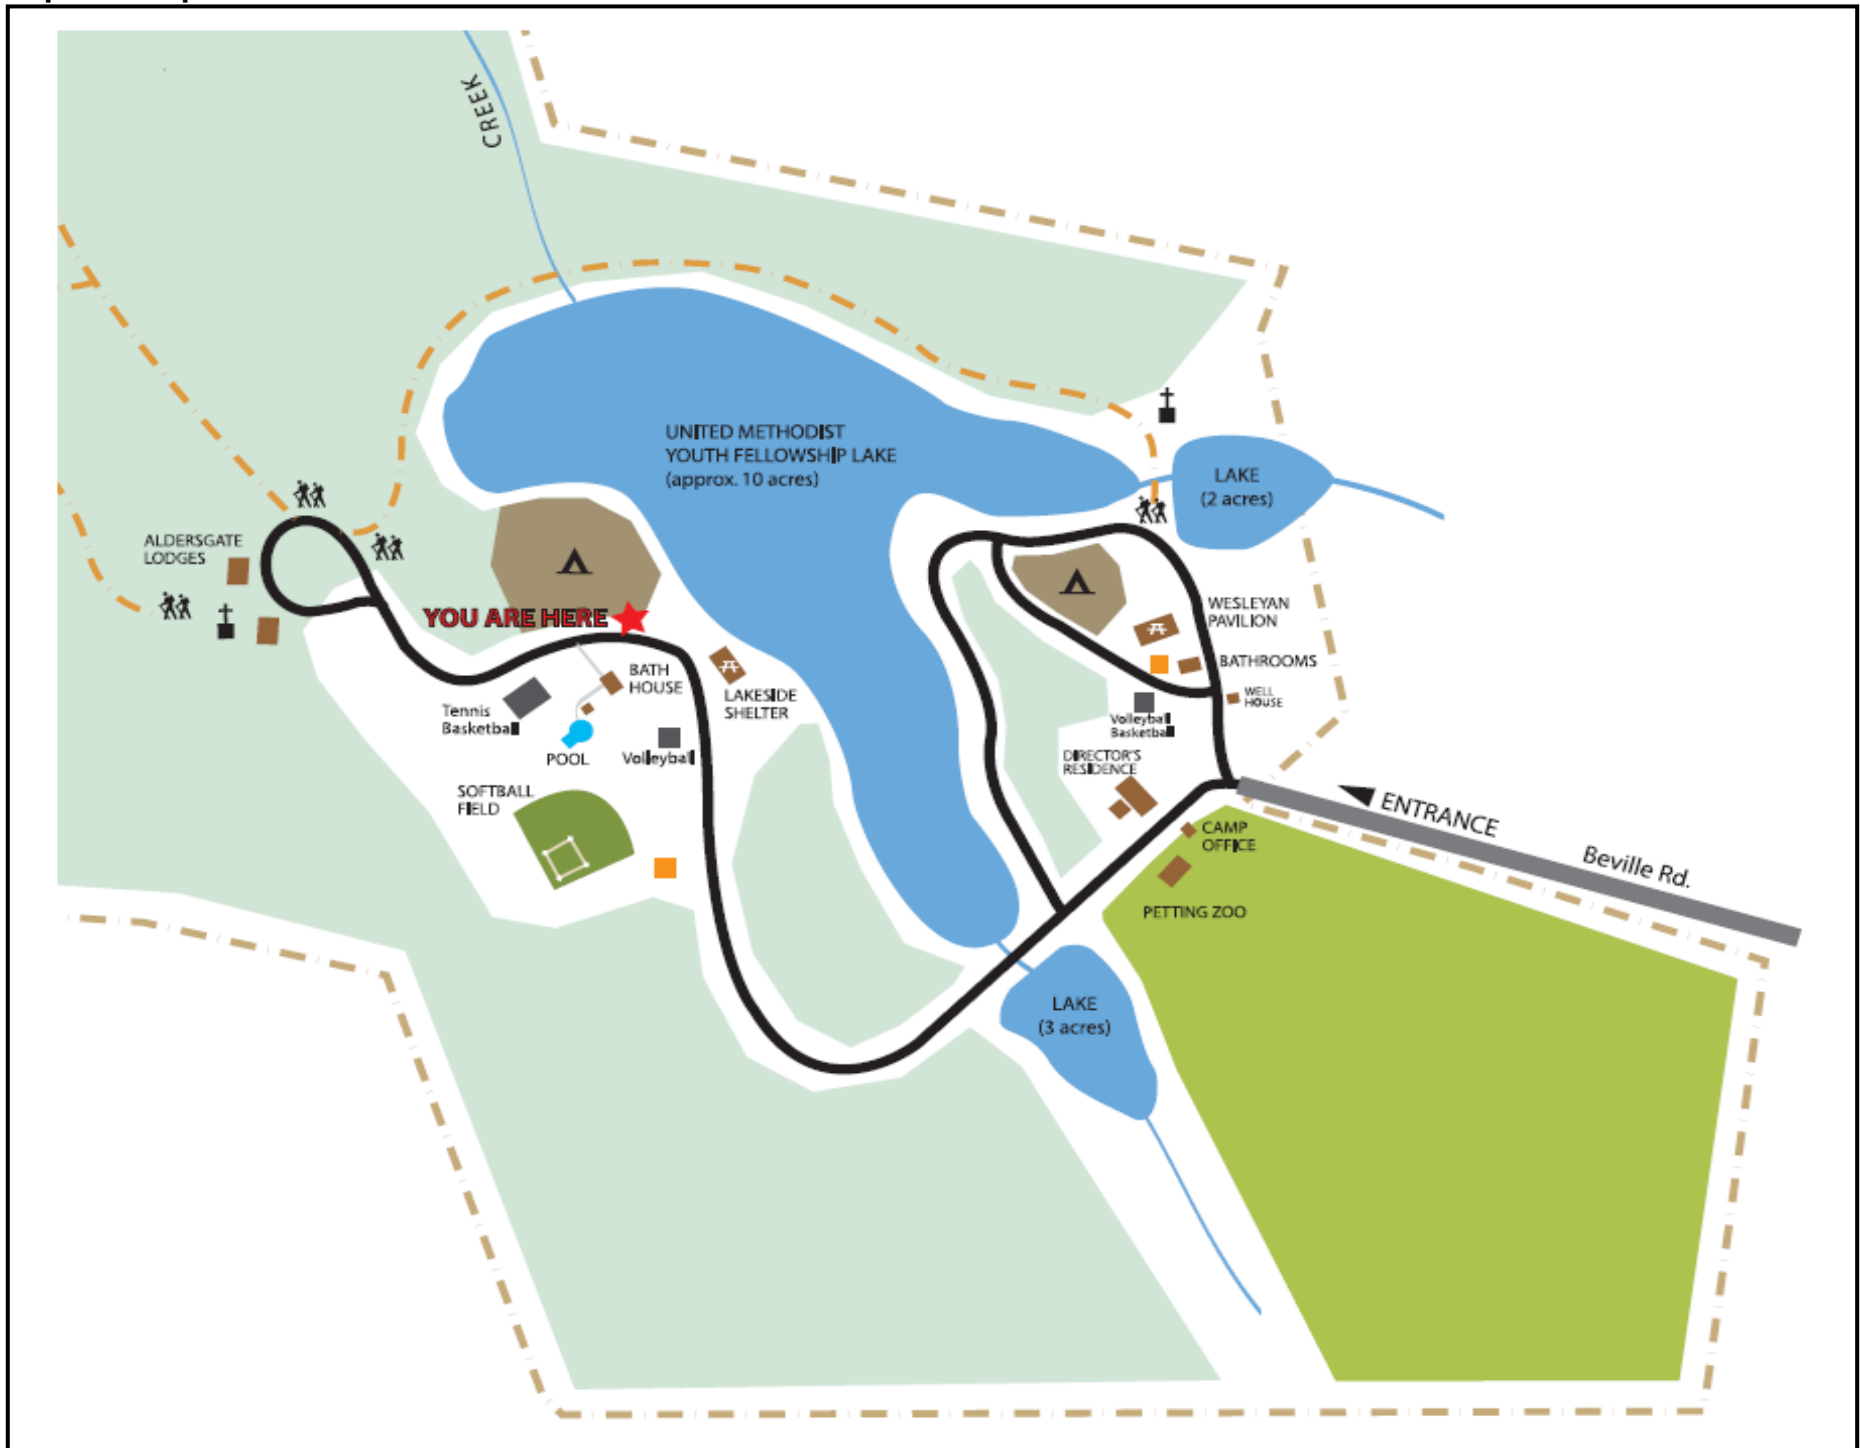 CREEK
UNITED METHODIST
YOUTH FELLOWSHIP LAKE
(approx. 10 acres)
LAKE
(2 acres)
ALDERSGATE
LODGES
YOU ARE HERE
WESLEYAN
PAVILION
BATHROOMS
WELL
HOUSE
BATH
HOUSE
LAKESIDE
SHELTER
Tennis
Basketball
POOL
Volleyball
Volleyball
Basketball
DIRECTOR'S
RESIDENCE
SOFTBALL
FIELD
ENTRANCE
Beville Rd.
CAMP
OFFICE
PETTING ZOO
LAKE
(3 acres)